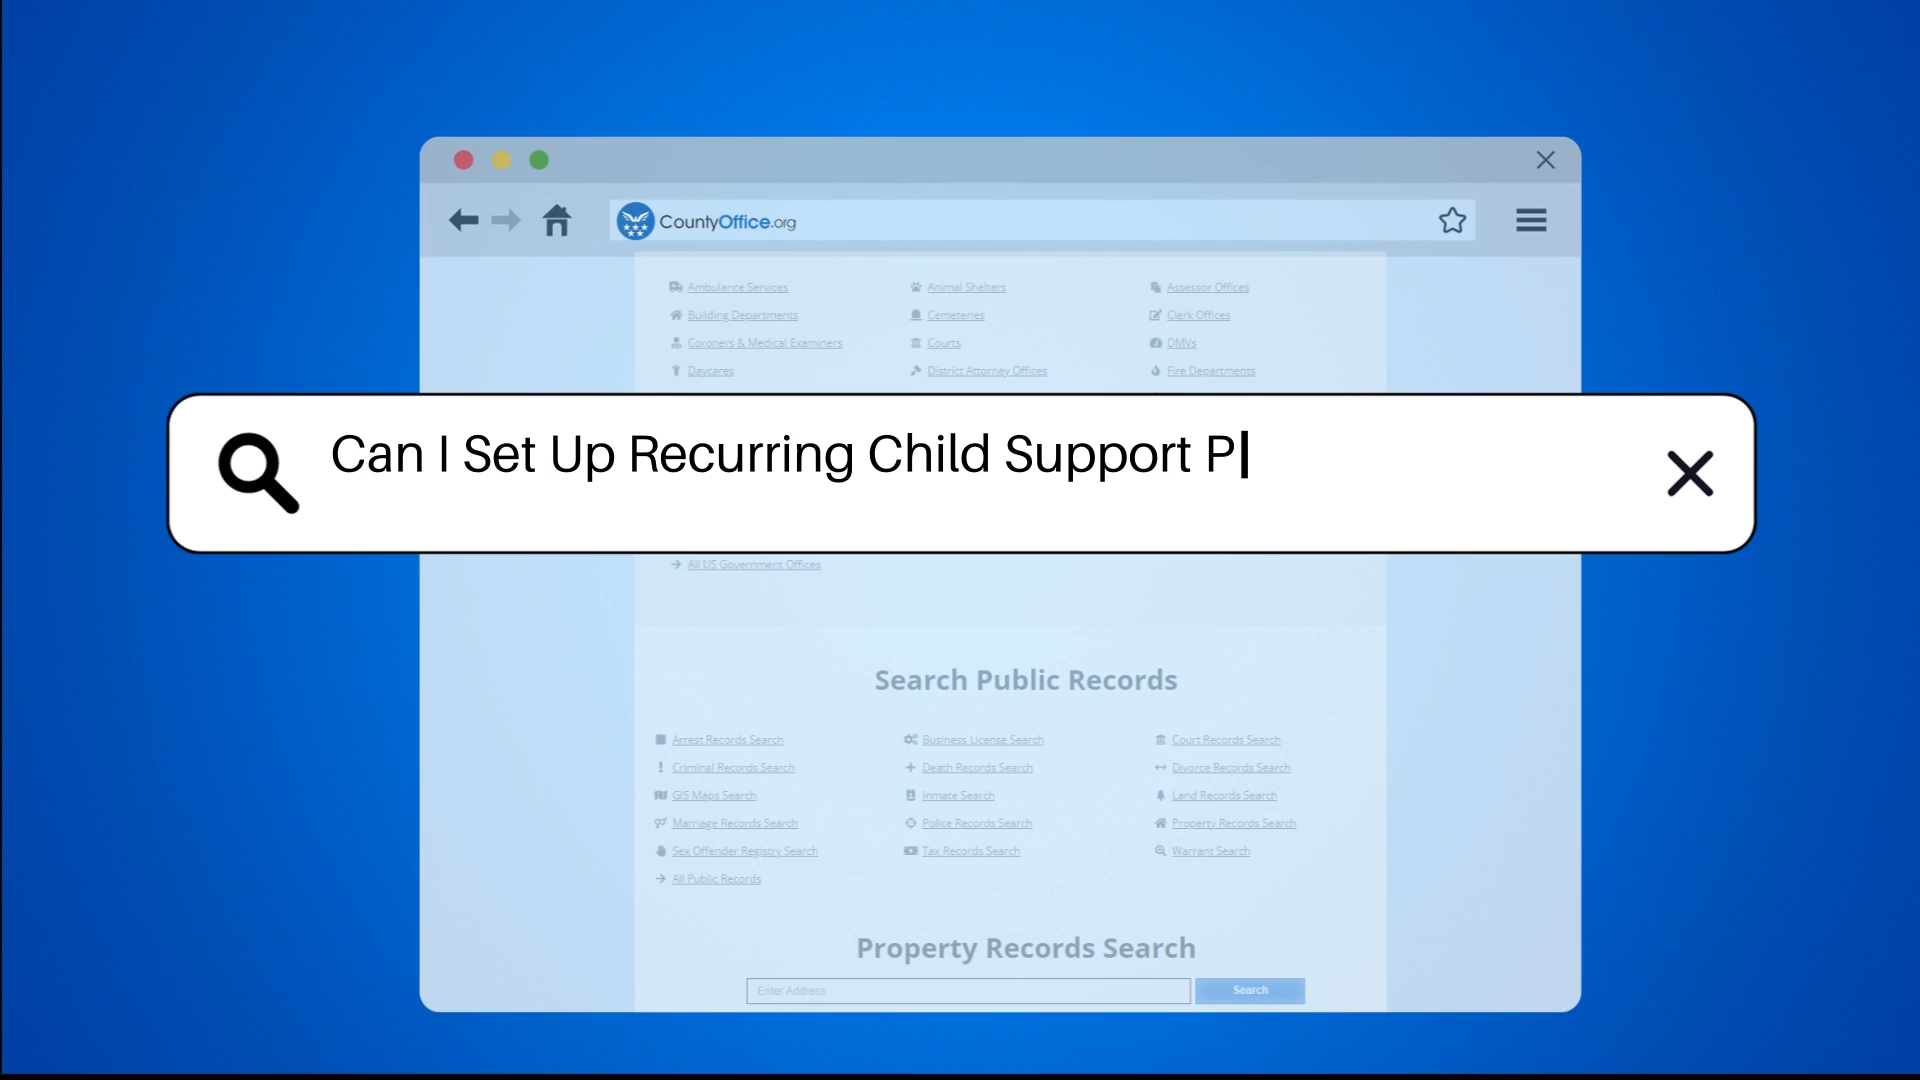 CountyOffice.org
Ambulance Services Animal Shelters Assessor Offices
Building Departments Cemeteries Clerk Offices
Coroners & Medical Examiners Courts DMVs
Daycares District Attorney Offices Fire Departments
Can I Set Up Recurring Child Support P
All US Government Offices
Search Public Records
Arrest Records Search Business License Search Court Records Search
Criminal Records Search Death Records Search Divorce Records Search
GIS Maps Search Inmate Search Land Records Search
Marriage Records Search Police Records Search Property Records Search
Sex Offender Registry Search Tax Records Search Warrant Search
All Public Records
Property Records Search
Enter Address Search